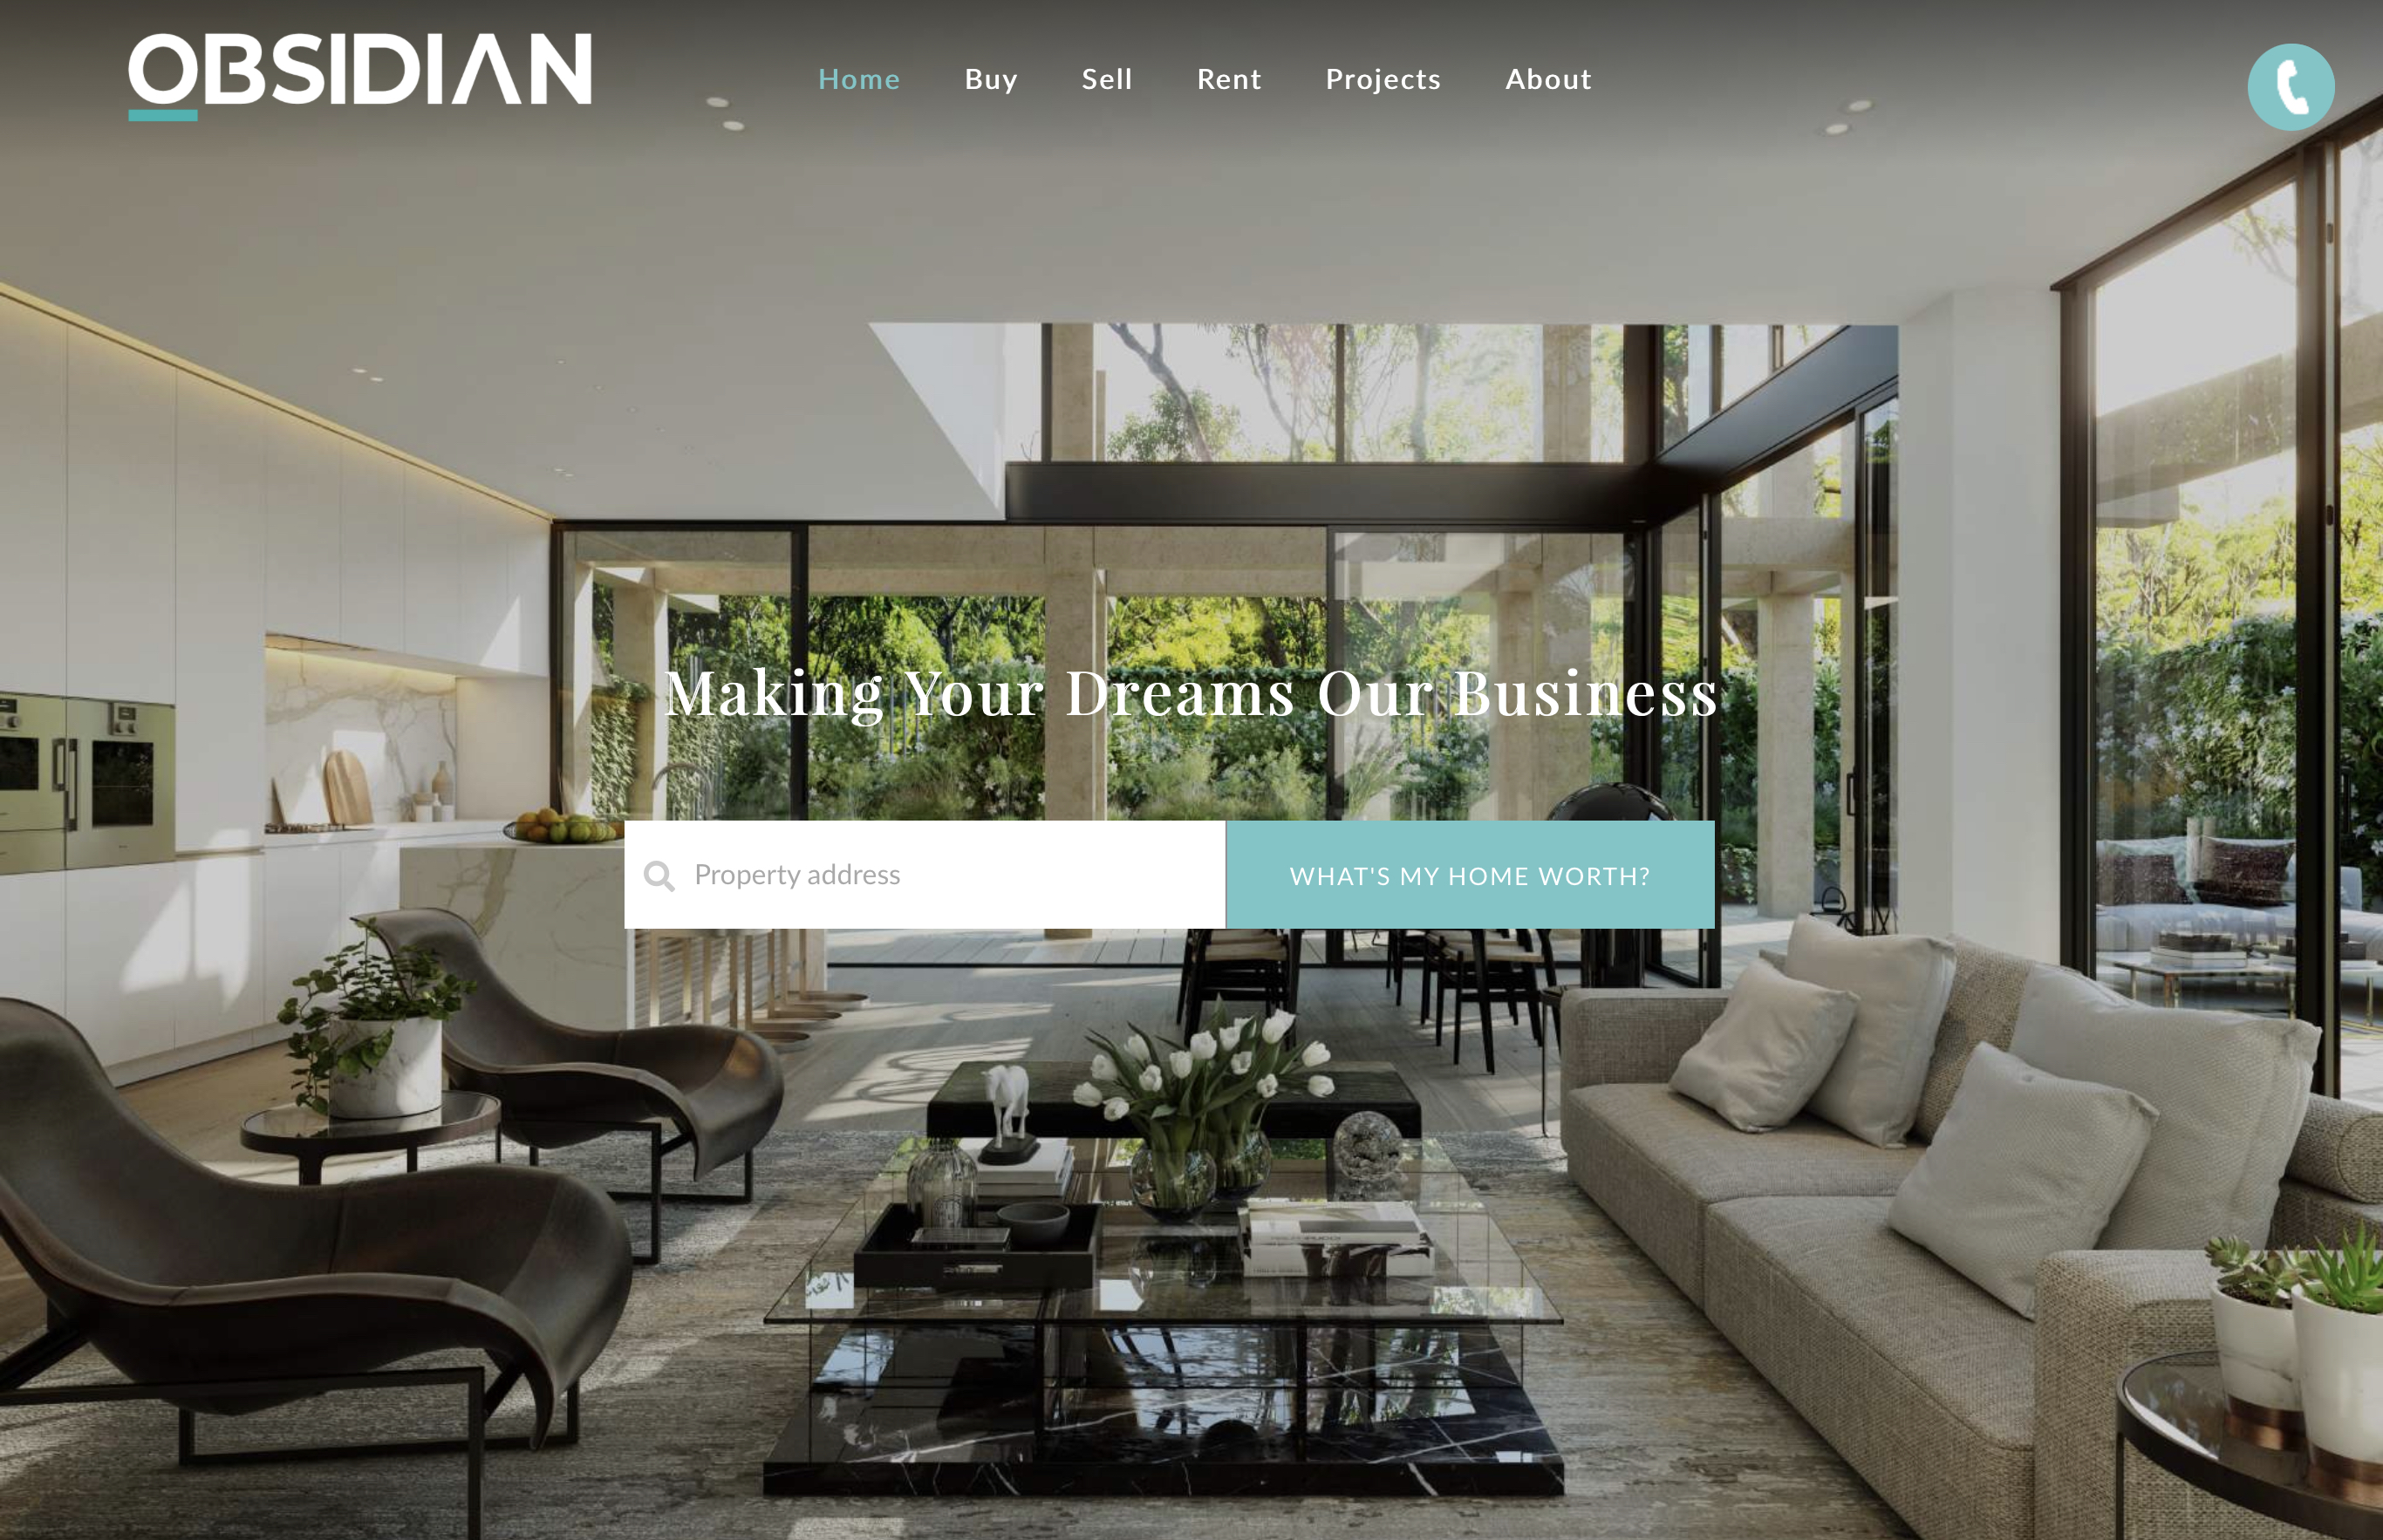 OBSIDIAN
Home Buy Sell Rent Projects About
Making Your Dreams Our Business
Property address
WHAT'S MY HOME WORTH?